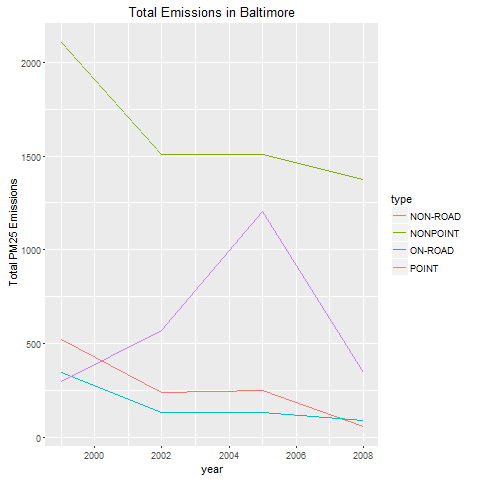 Total Emissions in Baltimore
Total PM25 Emissions
2000
1500
1000
500
0
2000
2002
2004
2006
2008
year
type
NON-ROAD
NONPOINT
ON-ROAD
POINT